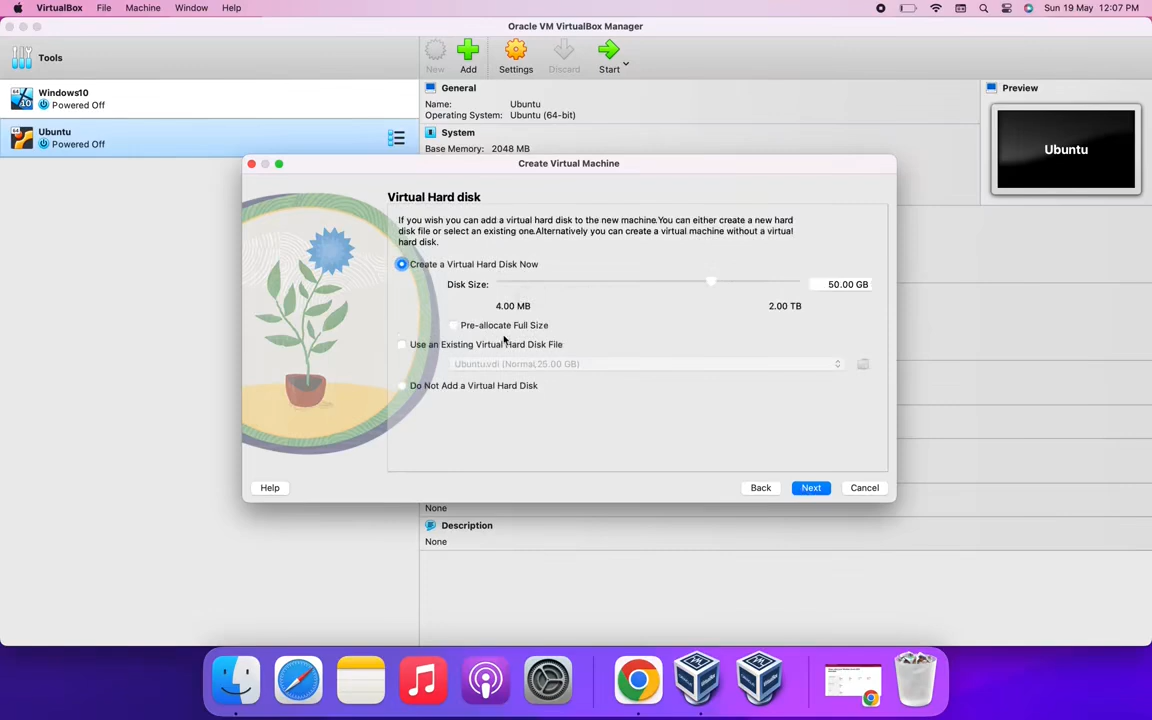 VirtualBox File Machine Window Help
Sun 19 May 12:07 PM
Oracle VM VirtualBox Manager
Tools
New Add Settings Discard Start
Windows10
Powered Off
Ubuntu
Powered Off
General
Name: Ubuntu
Operating System: Ubuntu (64-bit)
System
Base Memory: 2048 MB
Preview
Ubuntu
Create Virtual Machine
Virtual Hard disk
If you wish you can add a virtual hard disk to the new machine.You can either create a new hard
disk file or select an existing one.Alternatively you can create a virtual machine without a virtual
hard disk.
Create a Virtual Hard Disk Now
Disk Size: 50.00 GB
4.00 MB 2.00 TB
Pre-allocate Full Size
Use an Existing Virtual Hard Disk File
Ubuntu.vdi (Normal,25.00 GB)
Do Not Add a Virtual Hard Disk
Help Back Next Cancel
None
Description
None